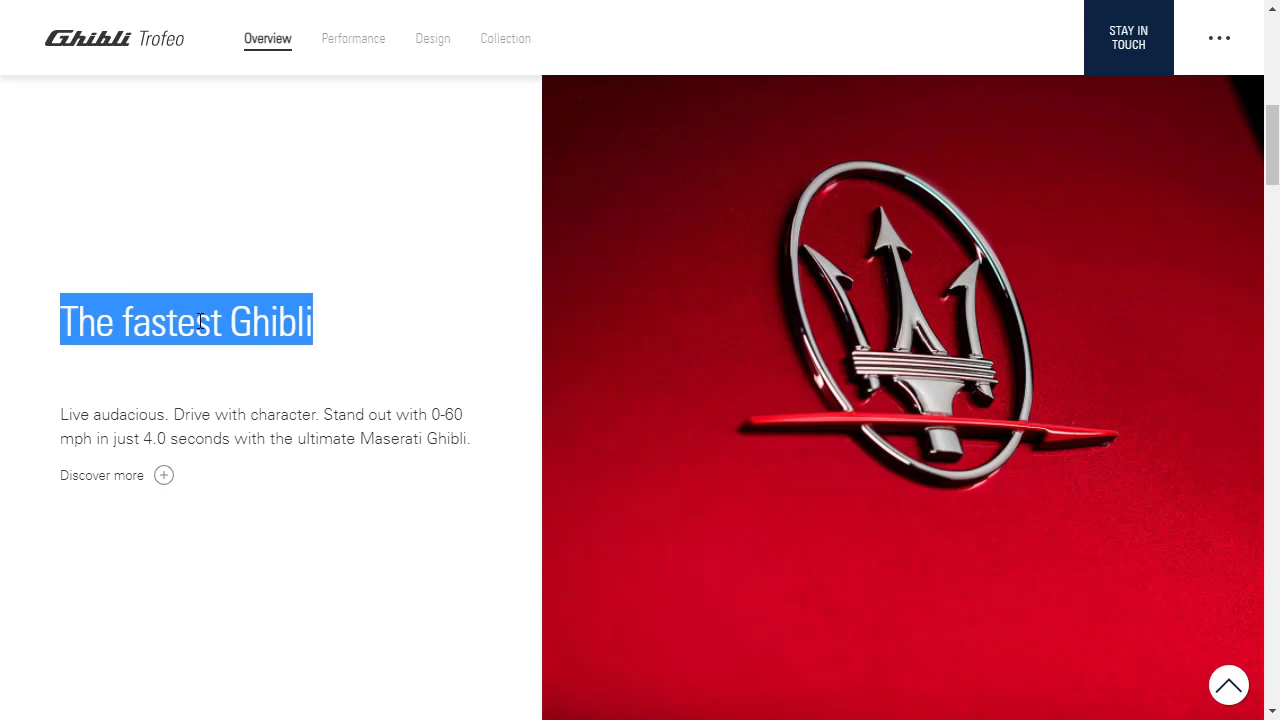 Ghibli Trofeo
Overview
Performance
Design
Collection
STAY IN
TOUCH
The fastest Ghibli
Live audacious. Drive with character. Stand out with 0-60
mph in just 4.0 seconds with the ultimate Maserati Ghibli.
Discover more